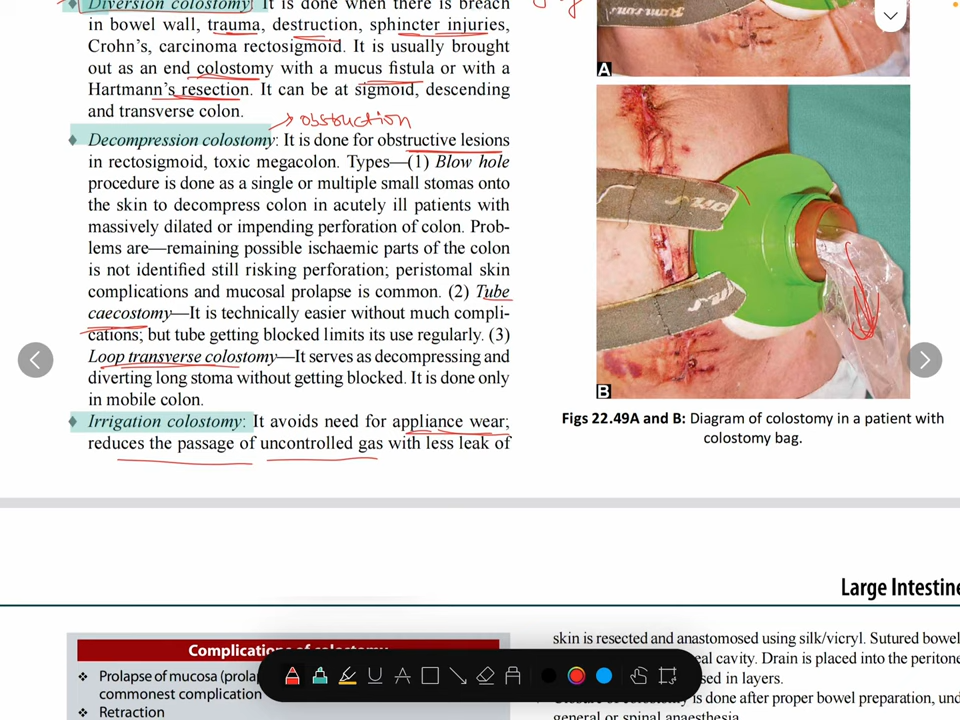 Diversion colostomy: It is done when there is breach
in bowel wall, trauma, destruction, sphincter injuries,
Crohn's, carcinoma rectosigmoid. It is usually brought
out as an end colostomy with a mucus fistula or with a
Hartmann's resection. It can be at sigmoid, descending
and transverse colon.
obstruction
Decompression colostomy: It is done for obstructive lesions
in rectosigmoid, toxic megacolon. Types—(1) Blow hole
procedure is done as a single or multiple small stomas onto
the skin to decompress colon in acutely ill patients with
massively dilated or impending perforation of colon. Prob-
lems are—remaining possible ischaemic parts of the colon
is not identified still risking perforation; peristomal skin
complications and mucosal prolapse is common. (2) Tube
caecostomy—It is technically easier without much compli-
cations; but tube getting blocked limits its use regularly. (3)
Loop transverse colostomy—It serves as decompressing and
diverting long stoma without getting blocked. It is done only
in mobile colon.
Irrigation colostomy: It avoids need for appliance wear;
reduces the passage of uncontrolled gas with less leak of
A
B
Figs 22.49A and B: Diagram of colostomy in a patient with
colostomy bag.
Large Intestine
Complications of colostomy
Prolapse of mucosa
commonest complication
Retraction
skin is resected and anastomosed using silk/vicryl. Sutured bowel
cavity. Drain is placed into the
in layers.
is done after proper bowel preparation,
general or spinal anaesthesia.